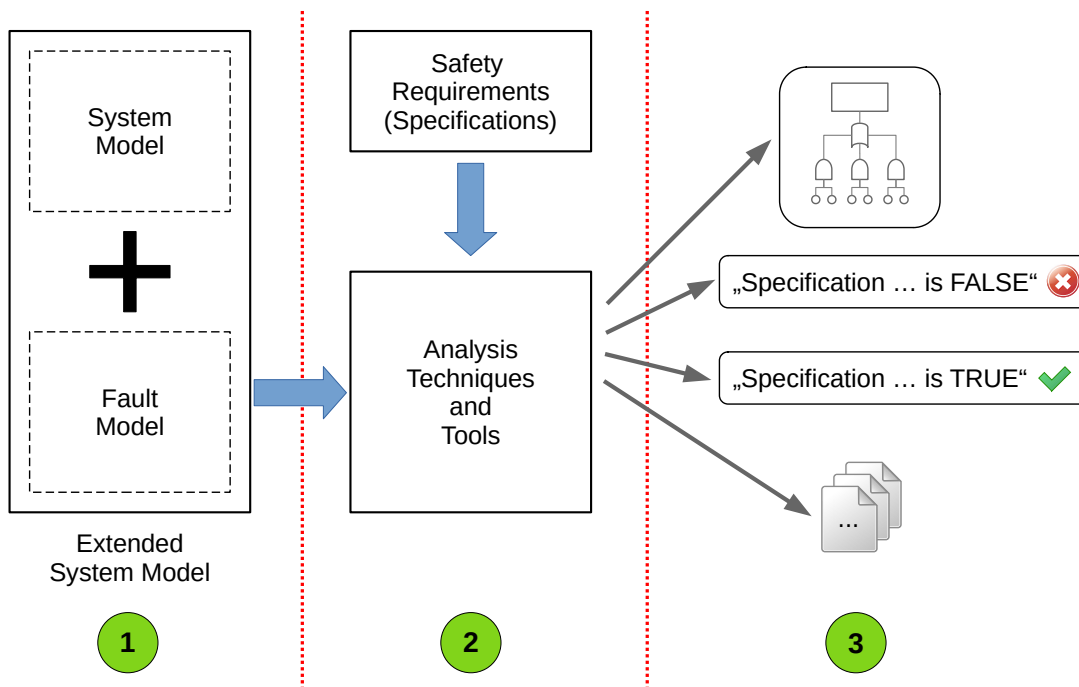 System
Model
Fault
Model
Extended
System Model
1
Safety
Requirements
(Specifications)
Analysis
Techniques
and
Tools
2
„Specification … is FALSE“
„Specification … is TRUE“
...
3